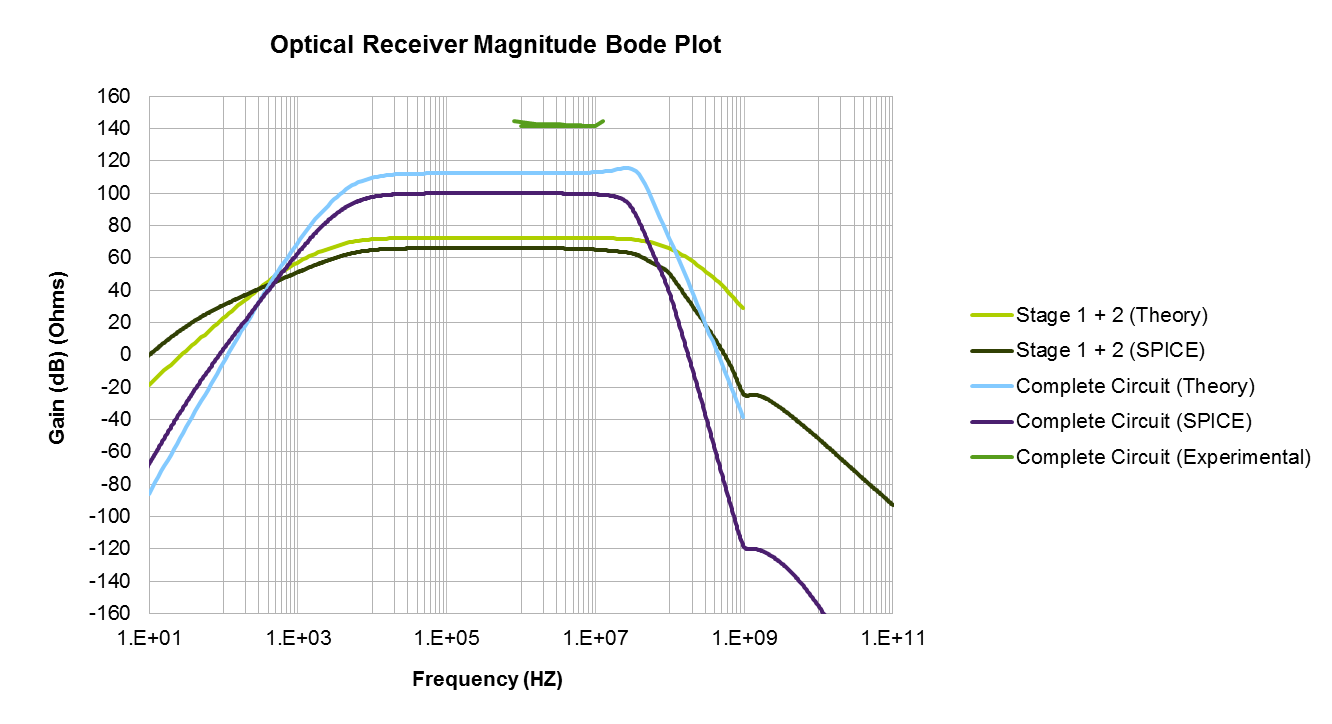 Optical Receiver Magnitude Bode Plot
160
140
120
100
80
60
40
20
0
-20
-40
-60
-80
-100
-120
-140
-160
Gain (dB) (Ohms)
1.E+01 1.E+03 1.E+05 1.E+07 1.E+09 1.E+11
Frequency (HZ)
Stage 1 + 2 (Theory)
Stage 1 + 2 (SPICE)
Complete Circuit (Theory)
Complete Circuit (SPICE)
Complete Circuit (Experimental)